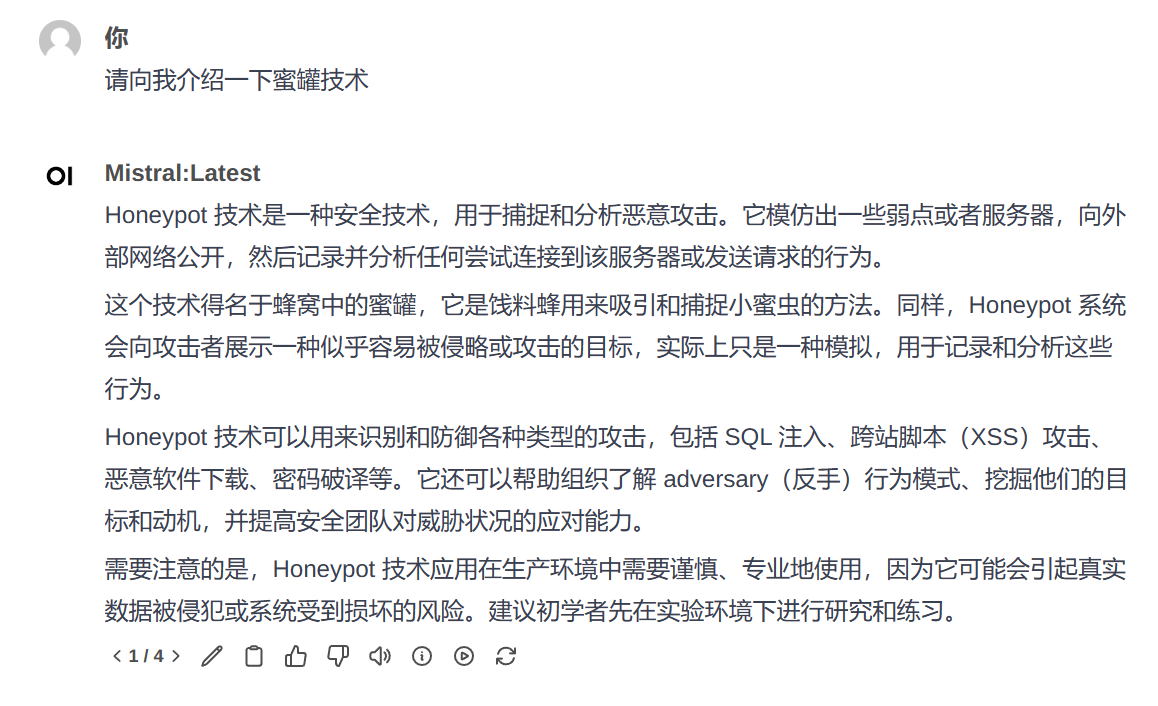 你
请向我介绍一下蜜罐技术
OI
Mistral:Latest
Honeypot 技术是一种安全技术，用于捕捉和分析恶意攻击。它模仿出一些弱点或者服务器，向外
部网络公开，然后记录并分析任何尝试连接到该服务器或发送请求的行为。
这个技术得名于蜂窝中的蜜罐，它是饯料蜂用来吸引和捕捉小蜜虫的方法。同样，Honeypot 系统
会向攻击者展示一种似乎容易被侵略或攻击的目标，实际上只是一种模拟，用于记录和分析这些
行为。
Honeypot 技术可以用来识别和防御各种类型的攻击，包括 SQL 注入、跨站脚本（XSS）攻击、
恶意软件下载、密码破译等。它还可以帮助组织了解 adversary（反手）行为模式、挖掘他们的目
标和动机，并提高安全团队对威胁状况的应对能力。
需要注意的是，Honeypot 技术应用在生产环境中需要谨慎、专业地使用，因为它可能会引起真实
数据被侵犯或系统受到损坏的风险。建议初学者先在实验环境下进行研究和练习。
1 / 4